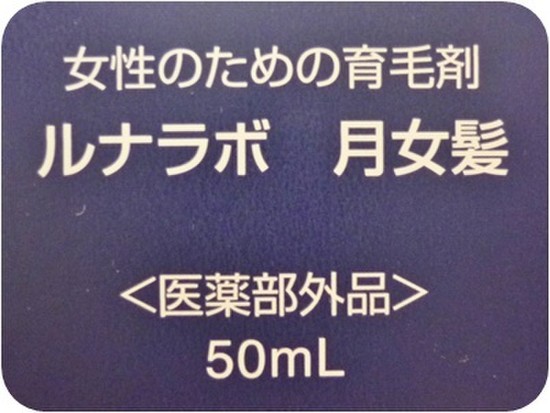 女性のための育毛剤
ルナラボ　月女髪
＜医薬部外品＞
50mL